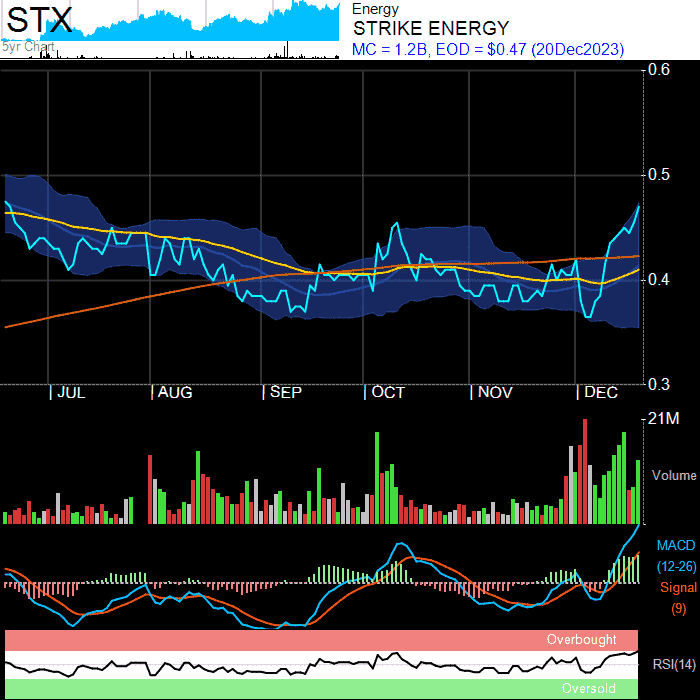 STX
5yr Chart
Energy
STRIKE ENERGY
MC = 1.2B, EOD = $0.47 (20Dec2023)
0.6
0.5
0.4
0.3
| JUL | AUG | SEP | OCT | NOV | DEC
21M
Volume
MACD
(12-26)
Signal
(9)
Overbought
RSI(14)
Oversold